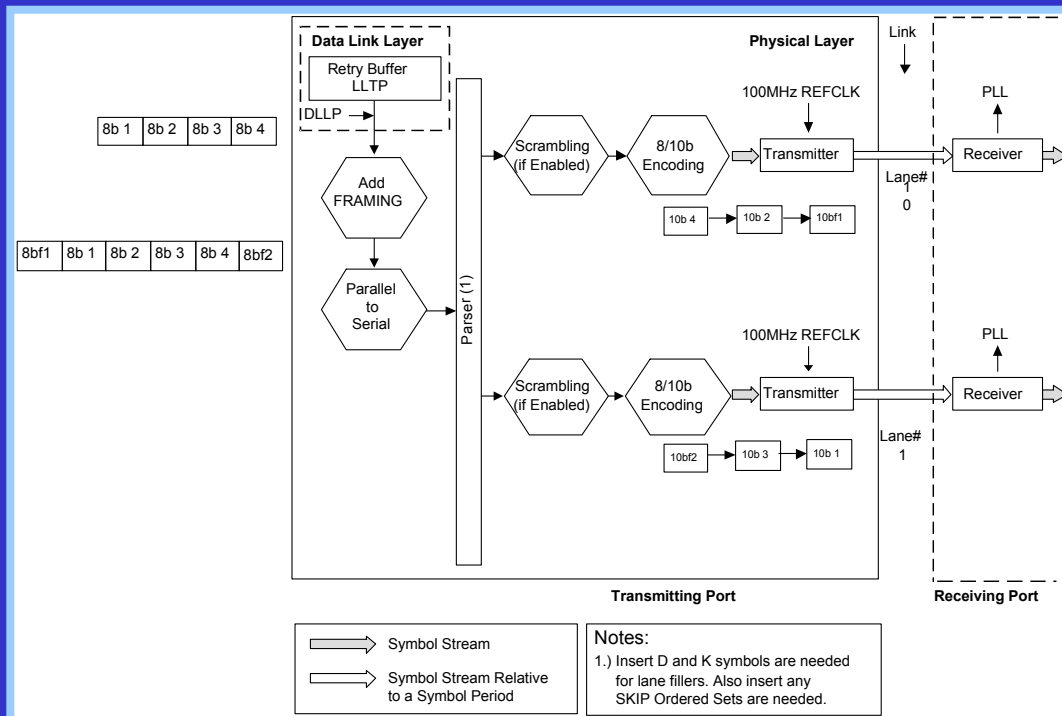 Data Link Layer
Physical Layer
Link
Retry Buffer
LLTP
DLLP
100MHz REFCLK
PLL
8b 1 8b 2 8b 3 8b 4
Scrambling
(if Enabled)
8/10b
Encoding
Transmitter
Receiver
Add
FRAMING
Lane#
1
0
10b 4 10b 2 10bf1
8bf1 8b 1 8b 2 8b 3 8b 4 8bf2
Parallel
to
Serial
Parser (1)
100MHz REFCLK
PLL
Scrambling
(if Enabled)
8/10b
Encoding
Transmitter
Receiver
Lane#
1
10bf2 10b 3 10b 1
Transmitting Port
Receiving Port
Symbol Stream
Symbol Stream Relative
to a Symbol Period
Notes:
1.) Insert D and K symbols are needed
for lane fillers. Also insert any
SKIP Ordered Sets are needed.